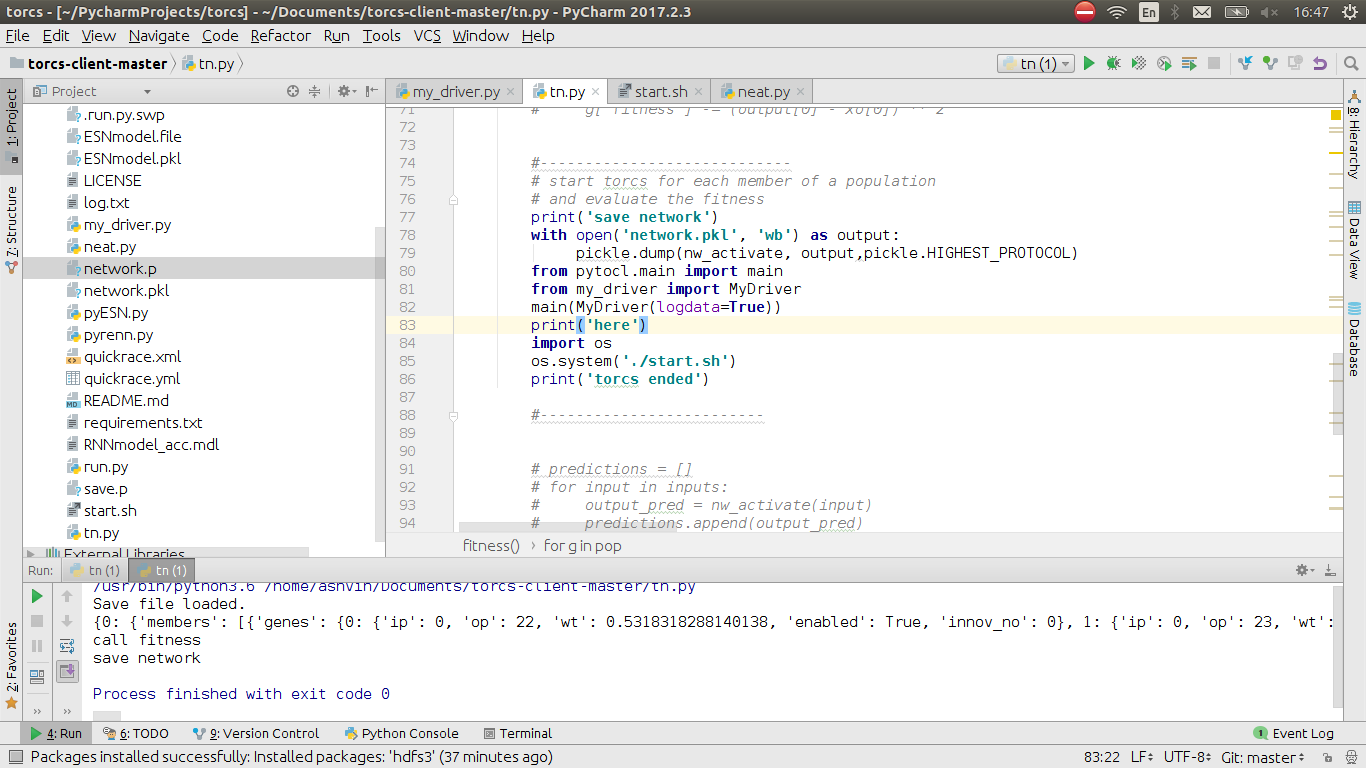 torcs - [~/PycharmProjects/torcs] - ~/Documents/torcs-client-master/tn.py - PyCharm 2017.2.3
En
16:47
File Edit View Navigate Code Refactor Run Tools VCS Window Help
torcs-client-master tn.py
tn (1)
1: Project
7: Structure
2: Favorites
Project
.run.py.swp
ESNmodel.file
ESNmodel.pkl
LICENSE
log.txt
my_driver.py
neat.py
network.p
network.pkl
pyESN.py
pyrenn.py
quickrace.xml
quickrace.yml
README.md
requirements.txt
RNNmodel_acc.mdl
run.py
save.p
start.sh
tn.py
External Libraries
my_driver.py tn.py start.sh neat.py
71 # g['fitness'] -= (output[0] - xo[0]) ** 2
72
73
74 #----------------------------
75 # start torcs for each member of a population
76 # and evaluate the fitness
77 print('save network')
78 with open('network.pkl', 'wb') as output:
79 pickle.dump(nw_activate, output,pickle.HIGHEST_PROTOCOL)
80 from pytocl.main import main
81 from my_driver import MyDriver
82 main(MyDriver(logdata=True))
83 print('here')
84 import os
85 os.system('./start.sh')
86 print('torcs ended')
87
88 #-------------------------
89
90
91 # predictions = []
92 # for input in inputs:
93 # output_pred = nw_activate(input)
94 # predictions.append(output_pred)
fitness() › for g in pop
8: Hierarchy
Data View
Database
Run: tn (1) tn (1)
/usr/bin/python3.6 /home/ashvin/Documents/torcs-client-master/tn.py
Save file loaded.
{0: {'members': [{'genes': {0: {'ip': 0, 'op': 22, 'wt': 0.5318318288140138, 'enabled': True, 'innov_no': 0}, 1: {'ip': 0, 'op': 23, 'wt':
call fitness
save network
Process finished with exit code 0
4: Run 6: TODO 9: Version Control Python Console Terminal 1 Event Log
Packages installed successfully: Installed packages: 'hdfs3' (37 minutes ago) 83:22 LF UTF-8 Git: master